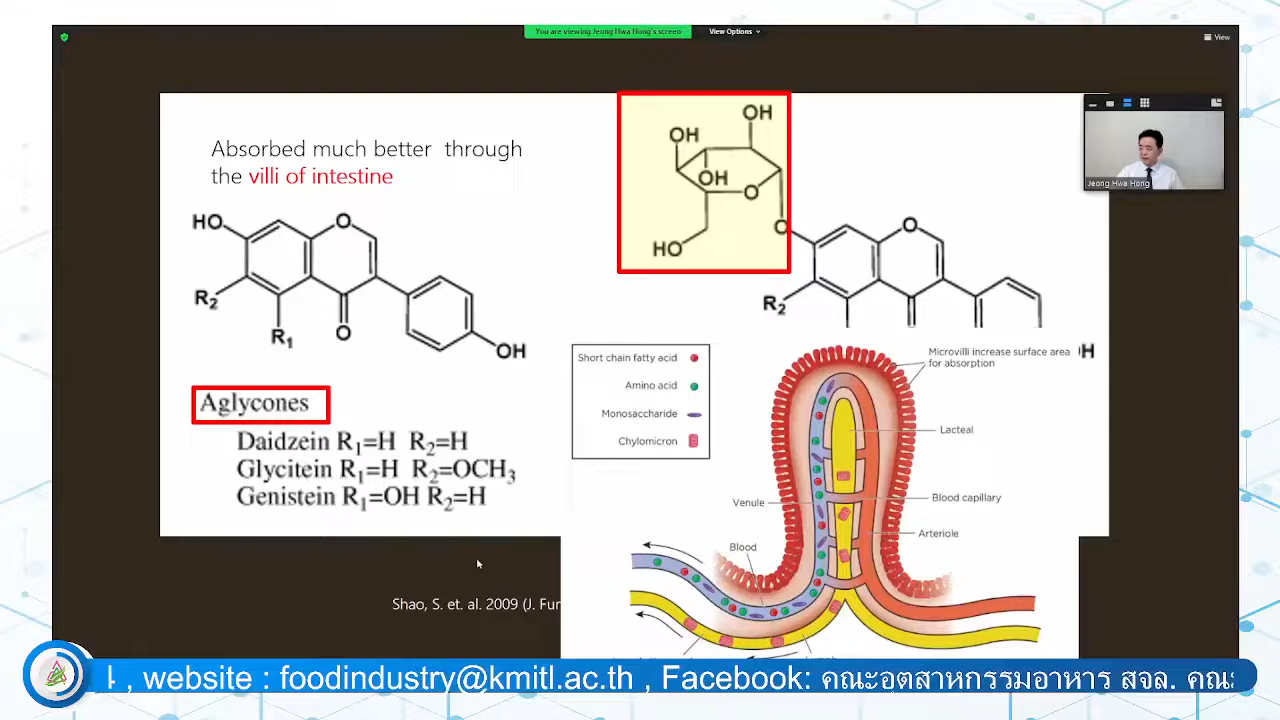 You are viewing Jeong Hwa Hong's screen
View Options
View
Absorbed much better through
the villi of intestine
HO
O
R2
R1
O
OH
Aglycones
Daidzein R1=H R2=H
Glycitein R1=H R2=OCH3
Genistein R1=OH R2=H
OH
OH
OH
O
HO
O
O
R2
H
Jeong Hwa Hong
Short chain fatty acid
Amino acid
Monosaccharide
Chylomicron
Microvilli increase surface area
for absorption
Lacteal
Venule
Blood capillary
Arteriole
Blood
Shao, S. et. al. 2009 (J. Fur
, website : foodindustry@kmitl.ac.th , Facebook: คณะอุตสาหกรรมอาหาร สจล. คณะ